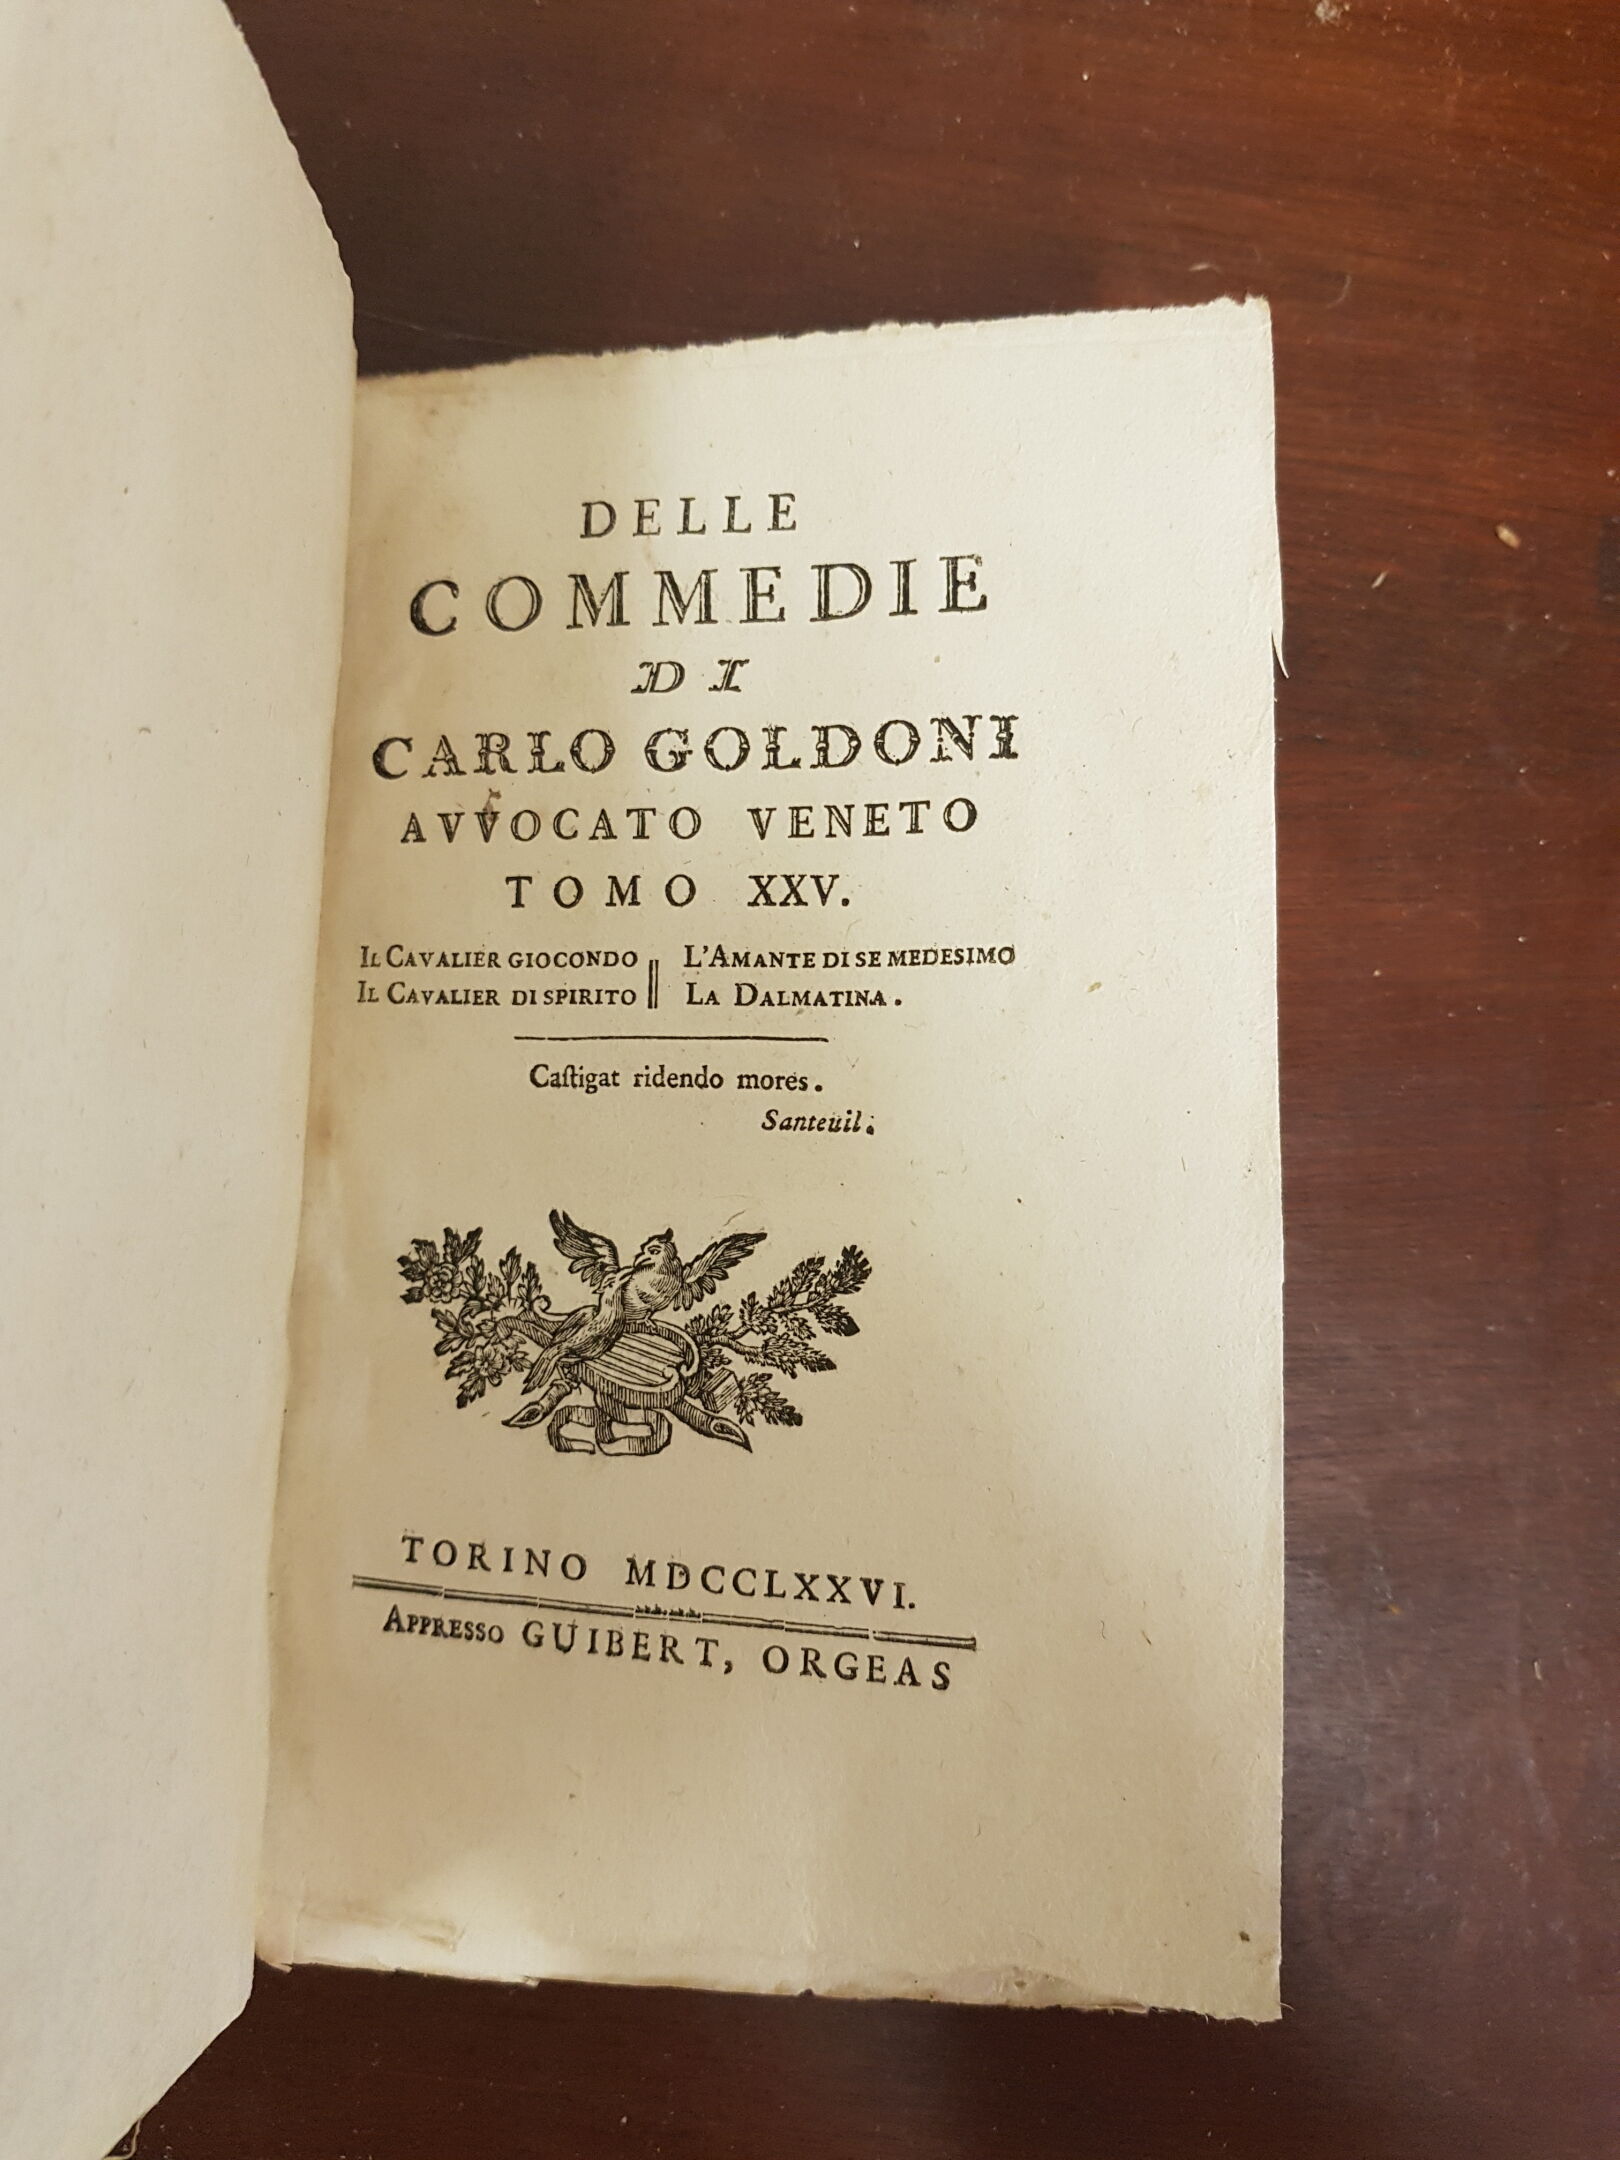 DELLE
COMMEDIE
DI
CARLO GOLDONI
AVVOCATO VENETO
TOMO XXV.
IL CAVALIER GIOCONDO || L'AMANTE DI SE MEDESIMO
IL CAVALIER DI SPIRITO || LA DALMATINA.
Caſtigat ridendo mores.
Santeuil.
TORINO MDCCLXXVI.
APPRESSO GUIBERT, ORGEAS